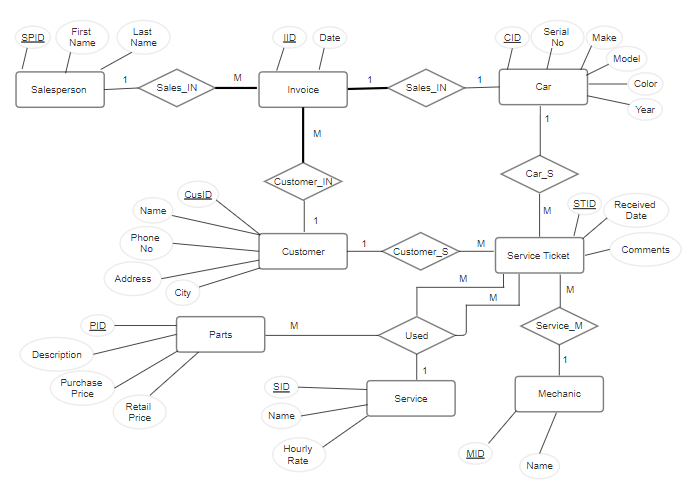 SPID
First
Name
Last
Name
IID
Date
CID
Serial
No
Make
Model
Color
Year
Salesperson
1
Sales_IN
M
Invoice
1
Sales_IN
1
Car
M
1
Customer_IN
Car_S
CusID
Name
Phone
No
Address
City
1
M
STID
Received
Date
Comments
Customer
1
Customer_S
M
Service Ticket
M
M
M
PID
Description
Purchase
Price
Retail
Price
Parts
M
Used
Service_M
1
1
SID
Name
Hourly
Rate
Service
Mechanic
MID
Name